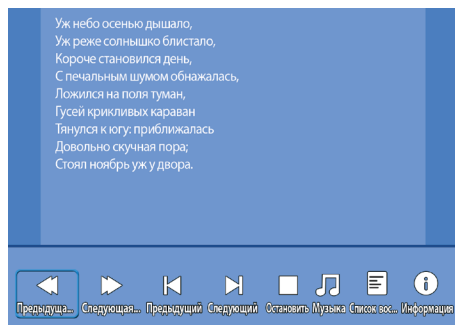 Уж небо осенью дышало,
Уж реже солнышко блистало,
Короче становился день,
С печальным шумом обнажалась,
Ложился на поля туман,
Гусей крикливых караван
Тянулся к югу: приближалась
Довольно скучная пора;
Стоял ноябрь уж у двора.
Предыдуща... Следующая... Предыдущий Следующий Остановить Музыка Список вос... Информация